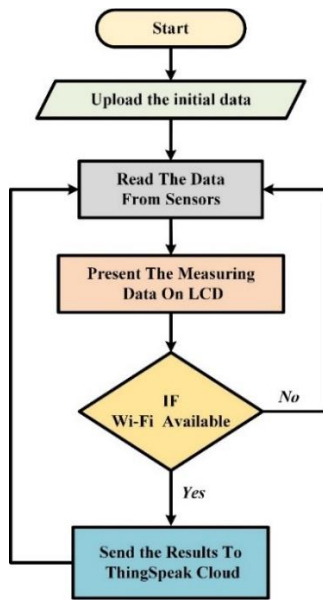 Start
Upload the initial data
Read The Data
From Sensors
Present The Measuring
Data On LCD
IF
Wi-Fi Available
No
Yes
Send the Results To
ThingSpeak Cloud